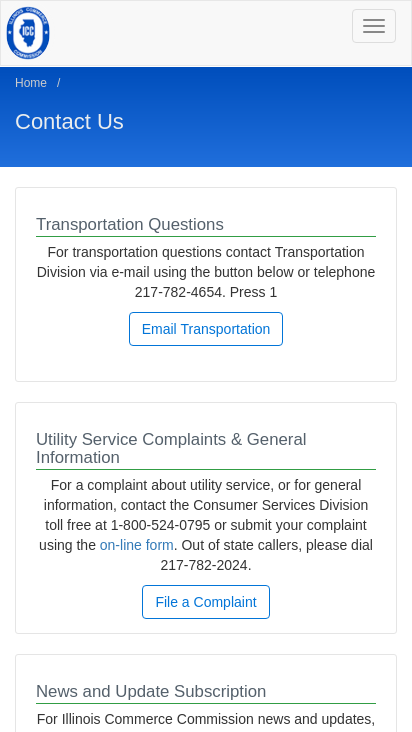 ILLINOIS COMMERCE
ICC
COMMISSION
Home /
Contact Us
Transportation Questions
For transportation questions contact Transportation
Division via e-mail using the button below or telephone
217-782-4654. Press 1
Email Transportation
Utility Service Complaints & General
Information
For a complaint about utility service, or for general
information, contact the Consumer Services Division
toll free at 1-800-524-0795 or submit your complaint
using the on-line form. Out of state callers, please dial
217-782-2024.
File a Complaint
News and Update Subscription
For Illinois Commerce Commission news and updates,